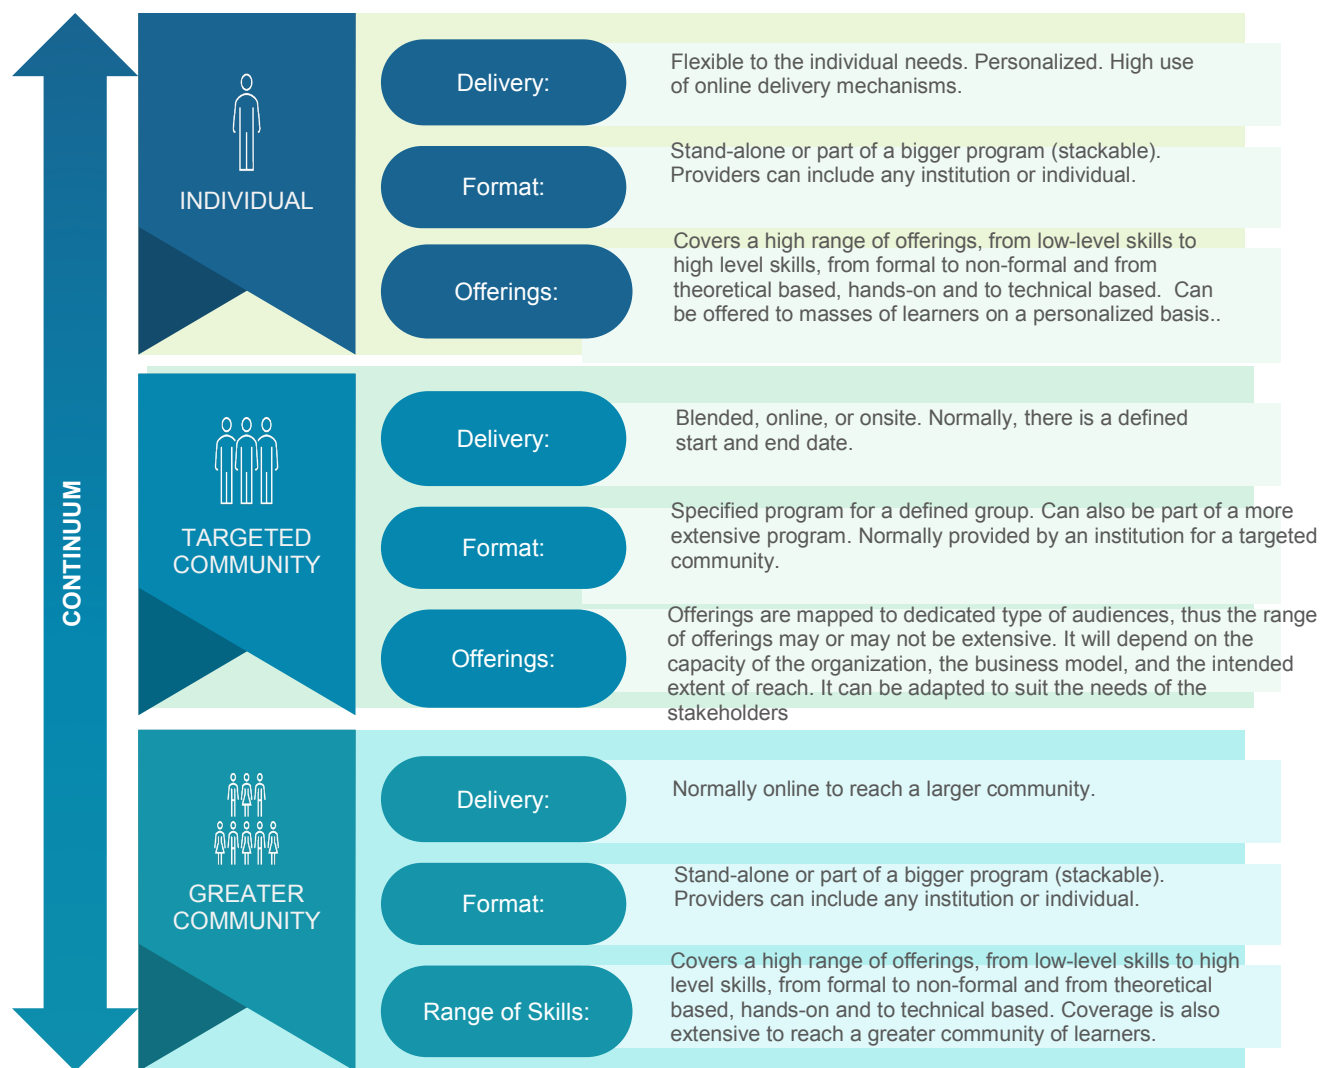 CONTINUUM
INDIVIDUAL
Delivery:
Flexible to the individual needs. Personalized. High use
of online delivery mechanisms.
Format:
Stand-alone or part of a bigger program (stackable).
Providers can include any institution or individual.
Offerings:
Covers a high range of offerings, from low-level skills to
high level skills, from formal to non-formal and from
theoretical based, hands-on and to technical based.  Can
be offered to masses of learners on a personalized basis..
TARGETED
COMMUNITY
Delivery:
Blended, online, or onsite. Normally, there is a defined
start and end date.
Format:
Specified program for a defined group. Can also be part of a more
extensive program. Normally provided by an institution for a targeted
community.
Offerings:
Offerings are mapped to dedicated type of audiences, thus the range
of offerings may or may not be extensive. It will depend on the
capacity of the organization, the business model, and the intended
extent of reach. It can be adapted to suit the needs of the
stakeholders
GREATER
COMMUNITY
Delivery:
Normally online to reach a larger community.
Format:
Stand-alone or part of a bigger program (stackable).
Providers can include any institution or individual.
Range of Skills:
Covers a high range of offerings, from low-level skills to high
level skills, from formal to non-formal and from theoretical
based, hands-on and to technical based. Coverage is also
extensive to reach a greater community of learners.